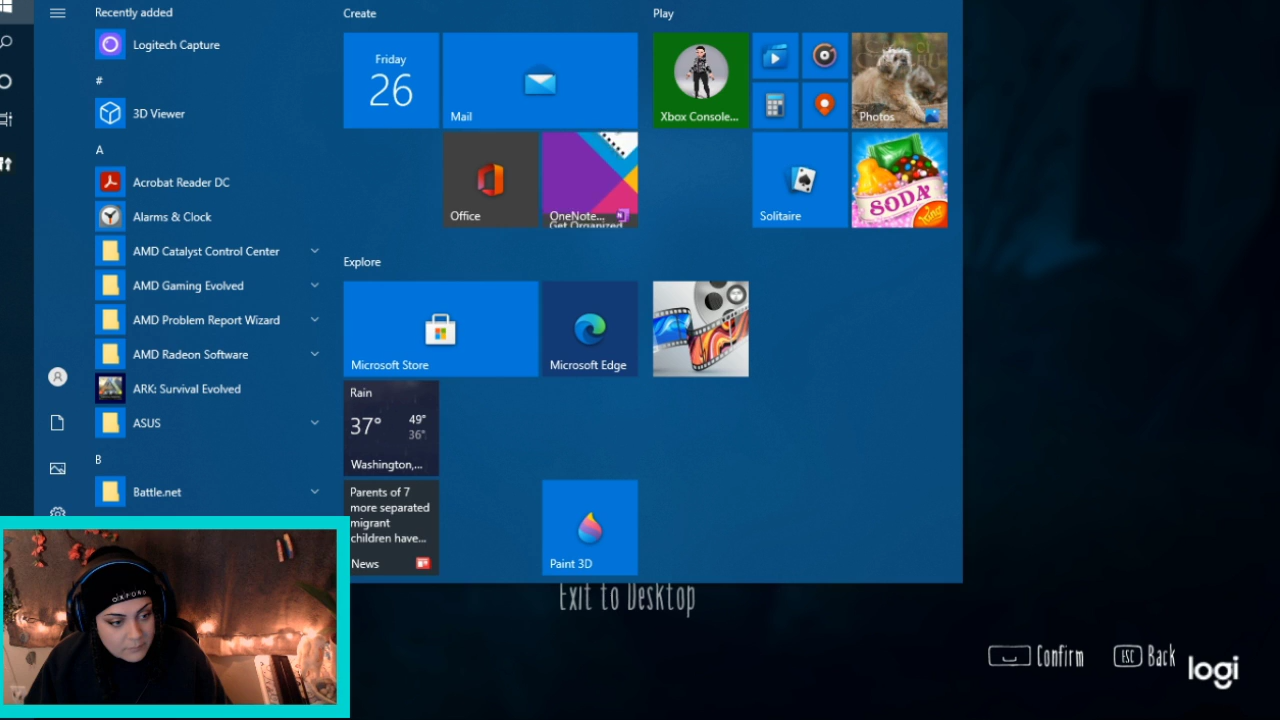 Recently added
Logitech Capture
#
3D Viewer
A
Acrobat Reader DC
Alarms & Clock
AMD Catalyst Control Center
AMD Gaming Evolved
AMD Problem Report Wizard
AMD Radeon Software
ARK: Survival Evolved
ASUS
B
Battle.net
Create
Friday
26
Mail
Office
OneNote...
Get Organized
Explore
Microsoft Store
Microsoft Edge
Rain
37°
49°
36°
Washington,...
Parents of 7
more separated
migrant
children have...
News
Paint 3D
Play
Xbox Console...
Photos
Solitaire
SODA
King
OXFORD
Exit to Desktop
Confirm
ESC Back
logi